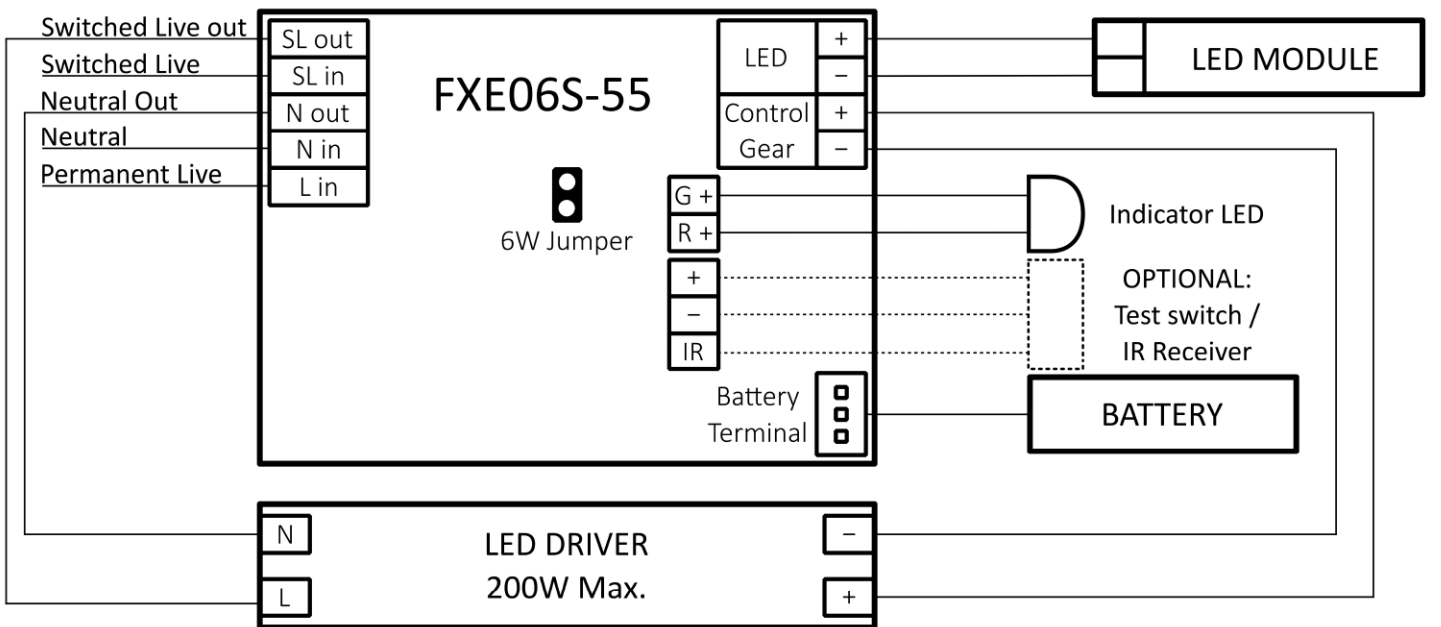 Switched Live out
Switched Live
Neutral Out
Neutral
Permanent Live
SL out
SL in
N out
N in
L in
FXE06S-55
6W Jumper
LED
+
−
Control
Gear
+
−
G +
R +
+
−
IR
Battery
Terminal
LED MODULE
Indicator LED
OPTIONAL:
Test switch /
IR Receiver
BATTERY
N
L
LED DRIVER
200W Max.
−
+